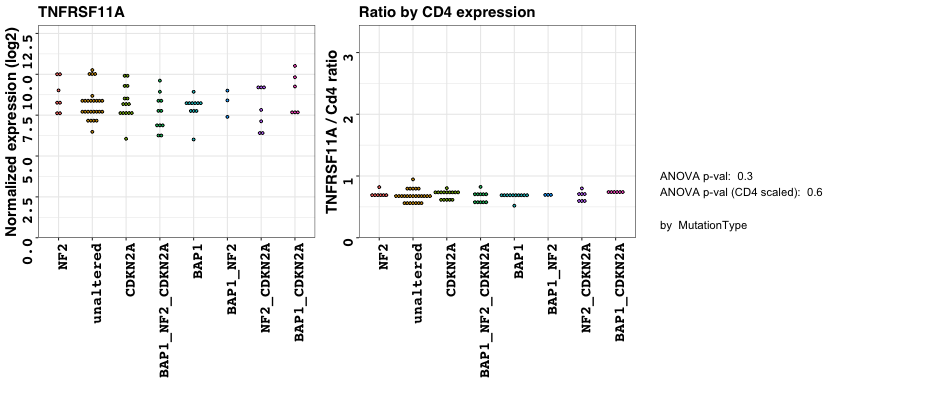 TNFRSF11A
Normalized expression (log2)
12.5
10.0
7.5
5.0
2.5
0.0
NF2
unaltered
CDKN2A
BAP1_NF2_CDKN2A
BAP1
BAP1_NF2
NF2_CDKN2A
BAP1_CDKN2A
Ratio by CD4 expression
TNFRSF11A / Cd4 ratio
3
2
1
0
NF2
unaltered
CDKN2A
BAP1_NF2_CDKN2A
BAP1
BAP1_NF2
NF2_CDKN2A
BAP1_CDKN2A
ANOVA p-val: 0.3
ANOVA p-val (CD4 scaled): 0.6
by MutationType